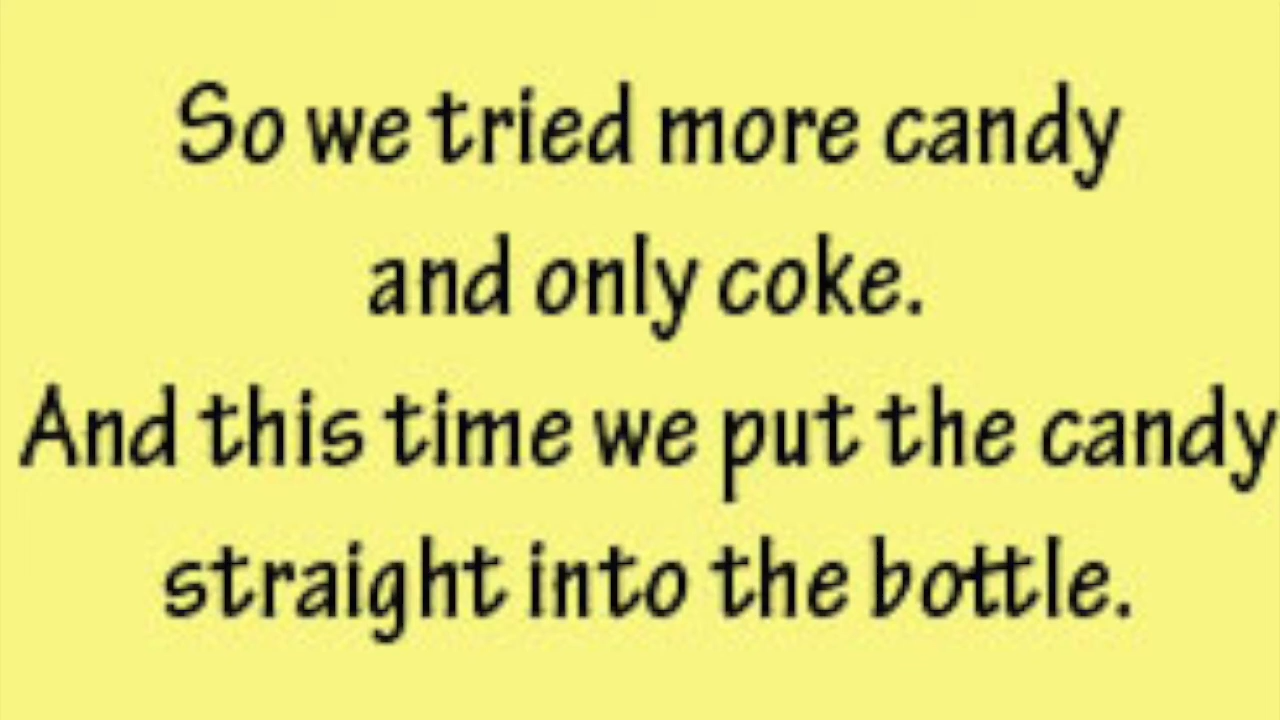 So we tried more candy
and only coke.
And this time we put the candy
straight into the bottle.